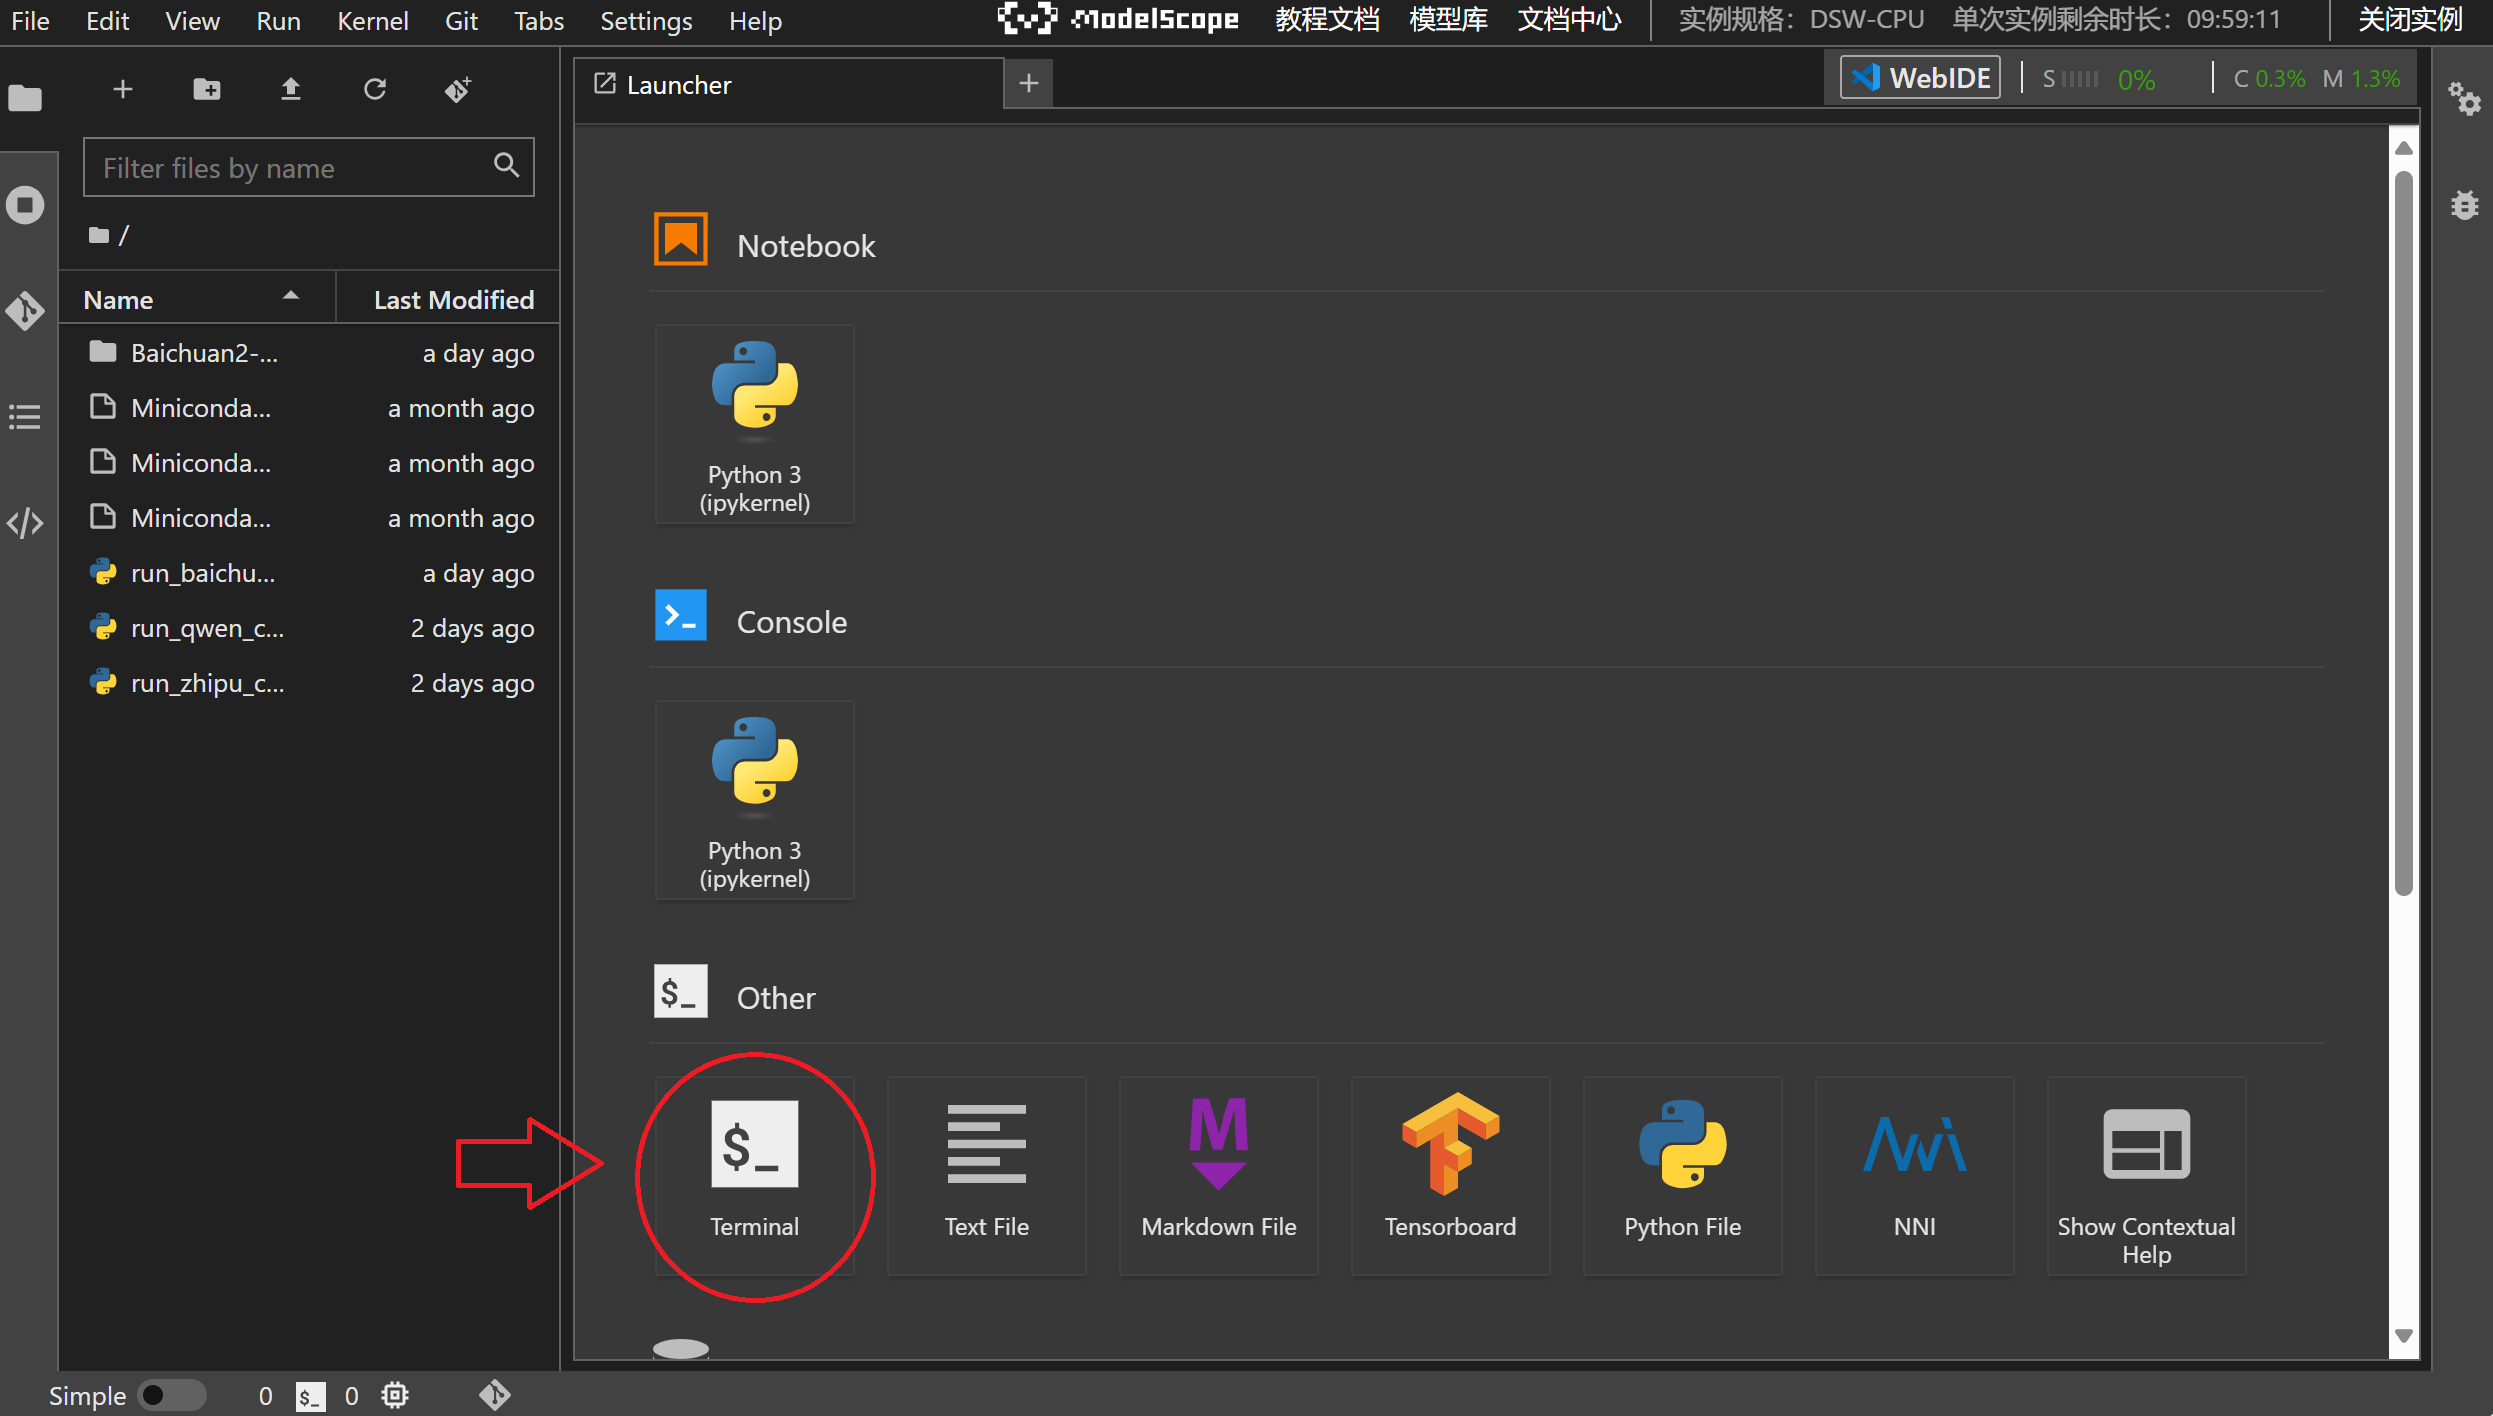 File Edit View Run Kernel Git Tabs Settings Help
ModelScope 教程文档 模型库 文档中心 实例规格：DSW-CPU 单次实例剩余时长：09:59:11 关闭实例
Launcher
WebIDE S 0% C 0.3% M 1.3%
Filter files by name
/
Name Last Modified
Baichuan2-... a day ago
Miniconda... a month ago
Miniconda... a month ago
Miniconda... a month ago
run_baichu... a day ago
run_qwen_c... 2 days ago
run_zhipu_c... 2 days ago
Notebook
Python 3
(ipykernel)
Console
Python 3
(ipykernel)
$_ Other
$_
Terminal
Text File
Markdown File
Tensorboard
Python File
NNI
Show Contextual
Help
Simple 0 $_ 0